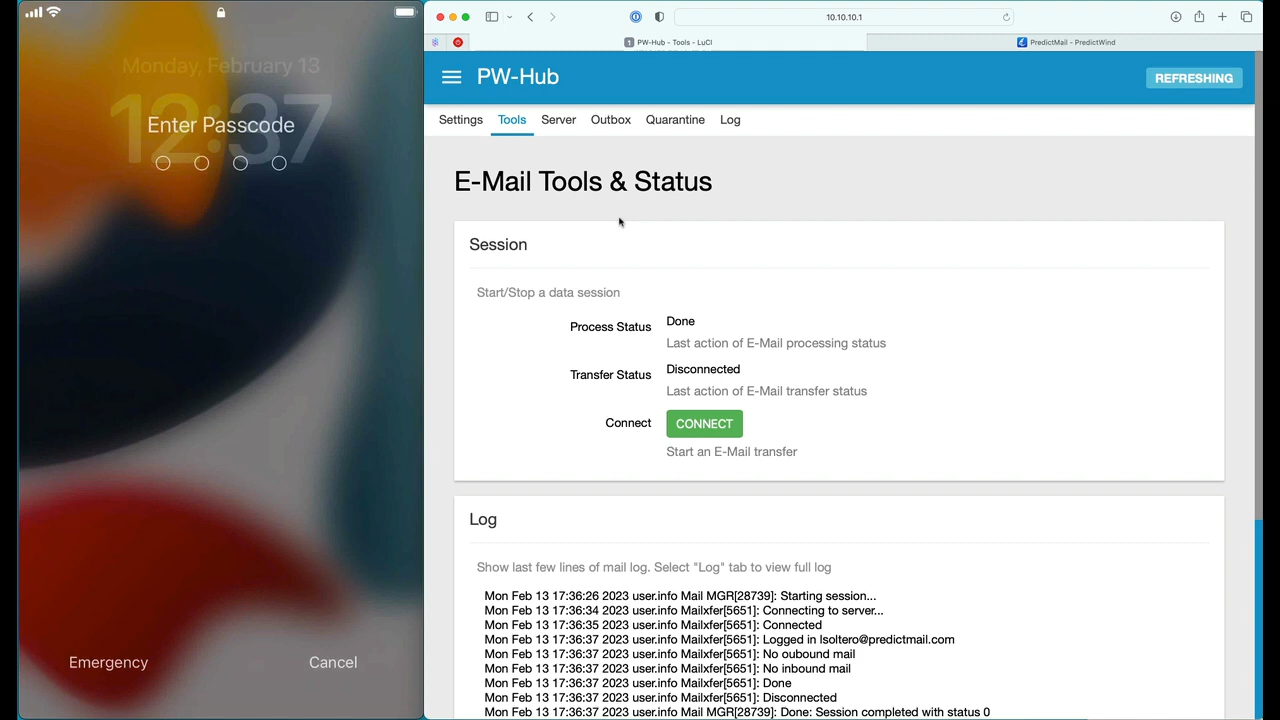 Monday, February 13
12:37
Enter Passcode
Emergency
Cancel
10.10.10.1
1 PW-Hub - Tools - LuCI
PredictMail - PredictWind
PW-Hub
REFRESHING
Settings Tools Server Outbox Quarantine Log
E-Mail Tools & Status
Session
Start/Stop a data session
Process Status Done
Last action of E-Mail processing status
Transfer Status Disconnected
Last action of E-Mail transfer status
Connect CONNECT
Start an E-Mail transfer
Log
Show last few lines of mail log. Select "Log" tab to view full log
Mon Feb 13 17:36:26 2023 user.info Mail MGR[28739]: Starting session...
Mon Feb 13 17:36:34 2023 user.info Mailxfer[5651]: Connecting to server...
Mon Feb 13 17:36:35 2023 user.info Mailxfer[5651]: Connected
Mon Feb 13 17:36:37 2023 user.info Mailxfer[5651]: Logged in lsoltero@predictmail.com
Mon Feb 13 17:36:37 2023 user.info Mailxfer[5651]: No oubound mail
Mon Feb 13 17:36:37 2023 user.info Mailxfer[5651]: No inbound mail
Mon Feb 13 17:36:37 2023 user.info Mailxfer[5651]: Done
Mon Feb 13 17:36:37 2023 user.info Mailxfer[5651]: Disconnected
Mon Feb 13 17:36:37 2023 user.info Mail MGR[28739]: Done: Session completed with status 0